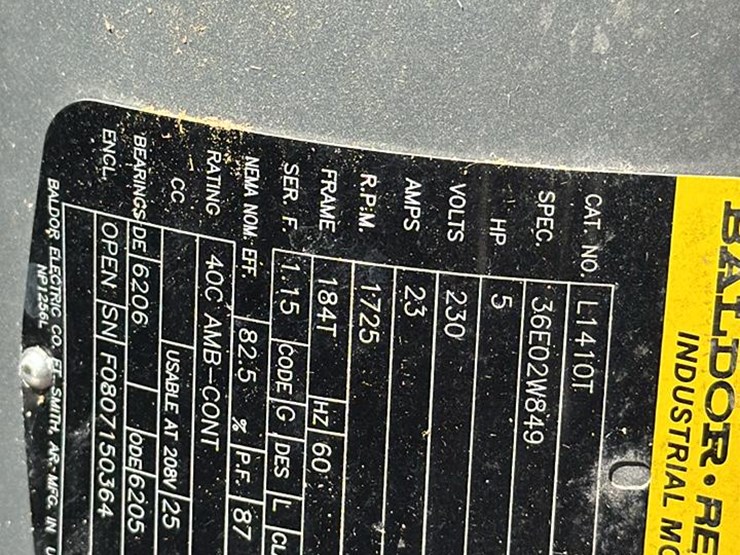 BALDOR • RE
INDUSTRIAL M
CAT. NO. L1410T
SPEC. 36E02W849
HP 5
VOLTS 230
AMPS 23
R.P.M. 1725
FRAME 184T HZ 60
SER. F. 1.15 CODE G DES L CL
NEMA NOM. EFF. 82.5 % P.F. 87
RATING 40C AMB-CONT
CC USABLE AT 208V 25
BEARINGS DE 6206 ODE 6205
ENCL. OPEN SN F0807150364
BALDOR ELECTRIC CO. FT. SMITH, AR. MFG. IN U
NP1256L